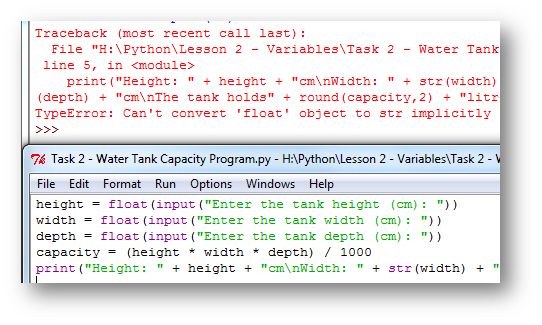 Traceback (most recent call last):
File "H:\Python\Lesson 2 - Variables\Task 2 - Water Tank
line 5, in <module>
print("Height: " + height + "cm\nWidth: " + str(width)
(depth) + "cm\nThe tank holds" + round(capacity,2) + "litr
TypeError: Can't convert 'float' object to str implicitly
>>>
Task 2 - Water Tank Capacity Program.py - H:\Python\Lesson 2 - Variables\Task 2 - W
File Edit Format Run Options Windows Help
height = float(input("Enter the tank height (cm): "))
width = float(input("Enter the tank width (cm): "))
depth = float(input("Enter the tank depth (cm): "))
capacity = (height * width * depth) / 1000
print("Height: " + height + "cm\nWidth: " + str(width) + "